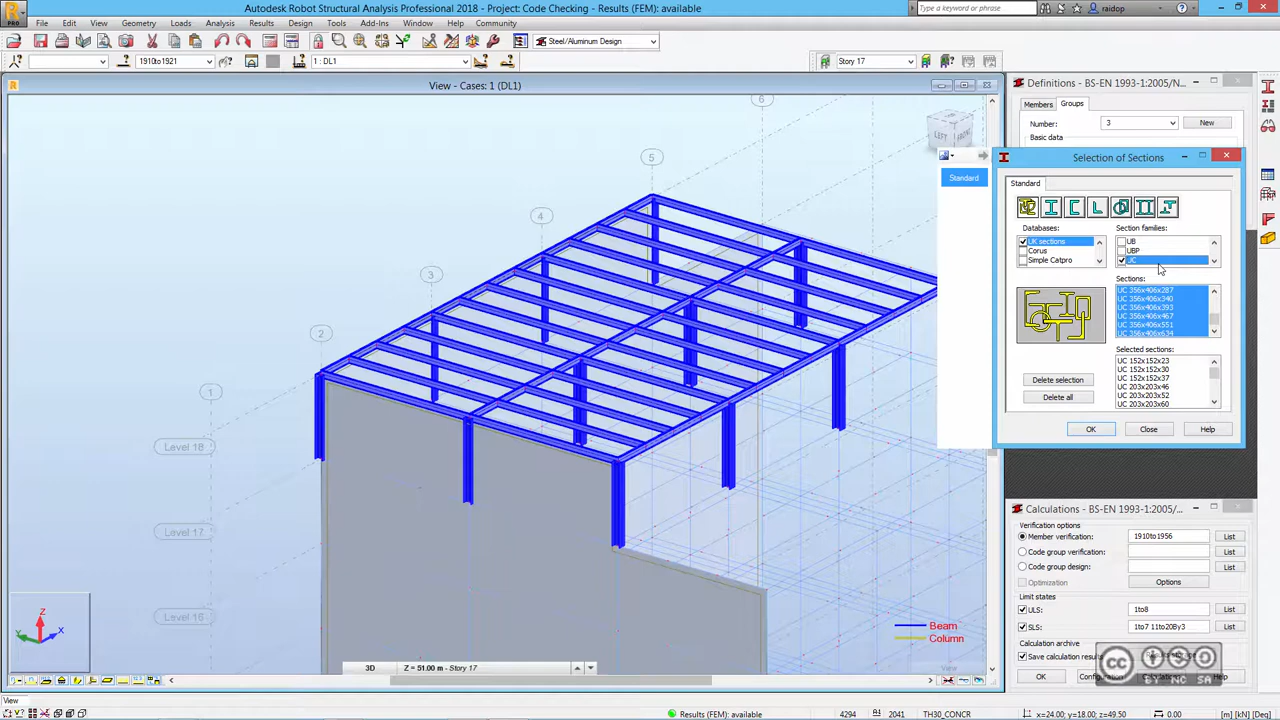 Autodesk Robot Structural Analysis Professional 2018 - Project: Code Checking - Results (FEM): available
Type a keyword or phrase
raidop
PRO
File Edit View Geometry Loads Analysis Results Design Tools Add-Ins Window Help Community
Steel/Aluminum Design
1910to1921
1 : DL1
Story 17
View - Cases: 1 (DL1)
6
5
4
3
2
1
LEFT
FRONT
Level 18
Level 17
Level 16
Z
Y
X
Beam
Column
3D
Z = 51.00 m - Story 17
View
Definitions - BS-EN 1993-1:2005/N...
Members Groups
Number:
3
New
Basic data
Standard
Selection of Sections
Standard
Databases:
UK sections
Corus
Simple Catpro
Section families:
UB
UBP
UC
Sections:
UC 356x406x287
UC 356x406x340
UC 356x406x393
UC 356x406x467
UC 356x406x551
UC 356x406x634
Selected sections:
UC 152x152x23
UC 152x152x30
UC 152x152x37
UC 203x203x46
UC 203x203x52
UC 203x203x60
Delete selection
Delete all
OK
Close
Help
Calculations - BS-EN 1993-1:2005/...
Verification options
Member verification:
1910to1956
List
Code group verification:
List
Code group design:
List
Optimization
Options
Limit states
ULS:
1to8
List
SLS:
1to7 11to20By3
List
Calculation archive
Save calculation results
OK
Help
View
Results (FEM): available
4294
2041
TH30_CONCR
x=24.00; y=18.00; z=49.50
0.00
[m] [kN] [Deg]